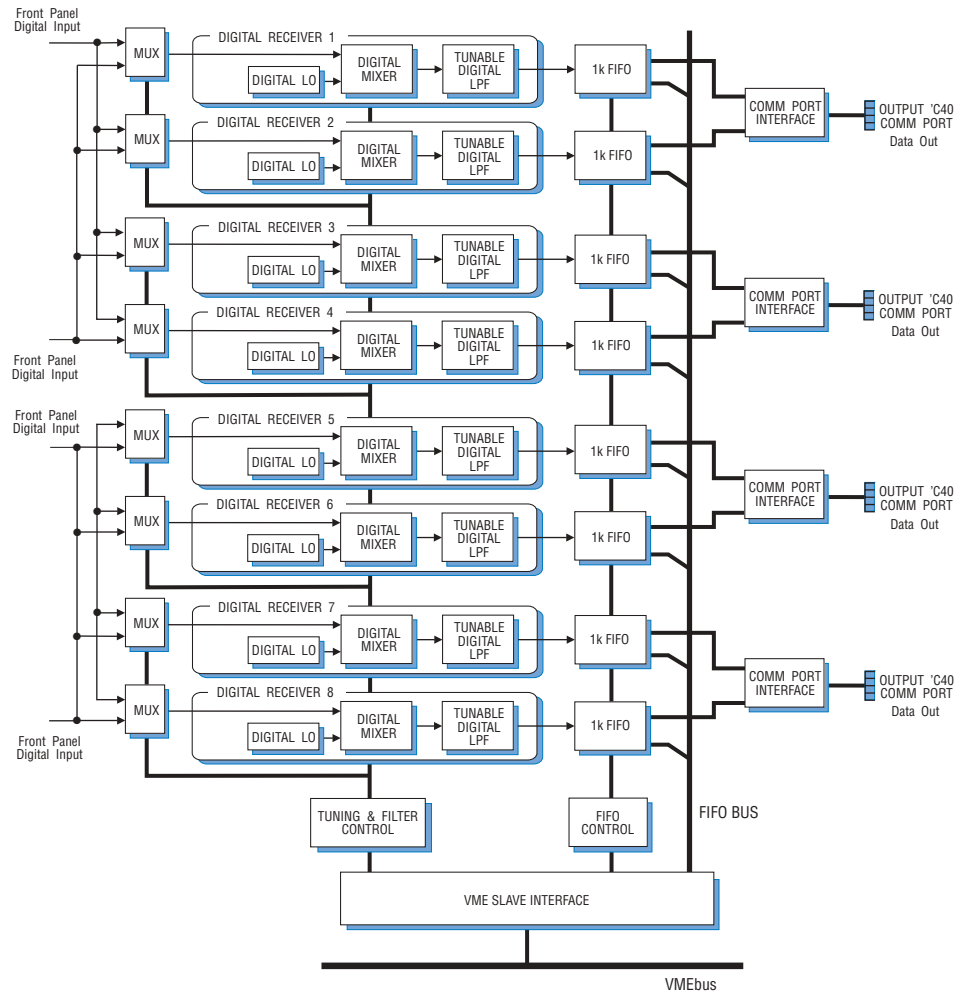 Front Panel
Digital Input
MUX
DIGITAL RECEIVER 1
DIGITAL LO
DIGITAL
MIXER
TUNABLE
DIGITAL
LPF
1k FIFO
COMM PORT
INTERFACE
OUTPUT 'C40
COMM PORT
Data Out
MUX
DIGITAL RECEIVER 2
DIGITAL LO
DIGITAL
MIXER
TUNABLE
DIGITAL
LPF
1k FIFO
MUX
DIGITAL RECEIVER 3
DIGITAL LO
DIGITAL
MIXER
TUNABLE
DIGITAL
LPF
1k FIFO
COMM PORT
INTERFACE
OUTPUT 'C40
COMM PORT
Data Out
MUX
DIGITAL RECEIVER 4
DIGITAL LO
DIGITAL
MIXER
TUNABLE
DIGITAL
LPF
1k FIFO
Front Panel
Digital Input
Front Panel
Digital Input
MUX
DIGITAL RECEIVER 5
DIGITAL LO
DIGITAL
MIXER
TUNABLE
DIGITAL
LPF
1k FIFO
COMM PORT
INTERFACE
OUTPUT 'C40
COMM PORT
Data Out
MUX
DIGITAL RECEIVER 6
DIGITAL LO
DIGITAL
MIXER
TUNABLE
DIGITAL
LPF
1k FIFO
MUX
DIGITAL RECEIVER 7
DIGITAL LO
DIGITAL
MIXER
TUNABLE
DIGITAL
LPF
1k FIFO
COMM PORT
INTERFACE
OUTPUT 'C40
COMM PORT
Data Out
MUX
DIGITAL RECEIVER 8
DIGITAL LO
DIGITAL
MIXER
TUNABLE
DIGITAL
LPF
1k FIFO
Front Panel
Digital Input
TUNING & FILTER
CONTROL
FIFO
CONTROL
FIFO BUS
VME SLAVE INTERFACE
VMEbus